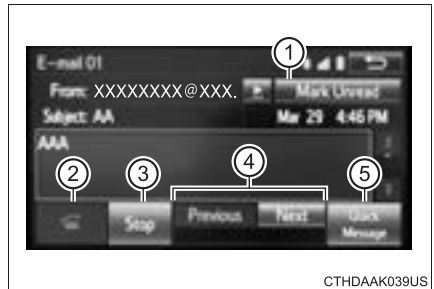 1
E-mail 01
From: XXXXXXXX@XXX. Mark Unread
Subject: AA Mar 29 4:46 PM
AAA
2 3 4 5
Stop Previous Next Quick Message
CTHDAAK039US